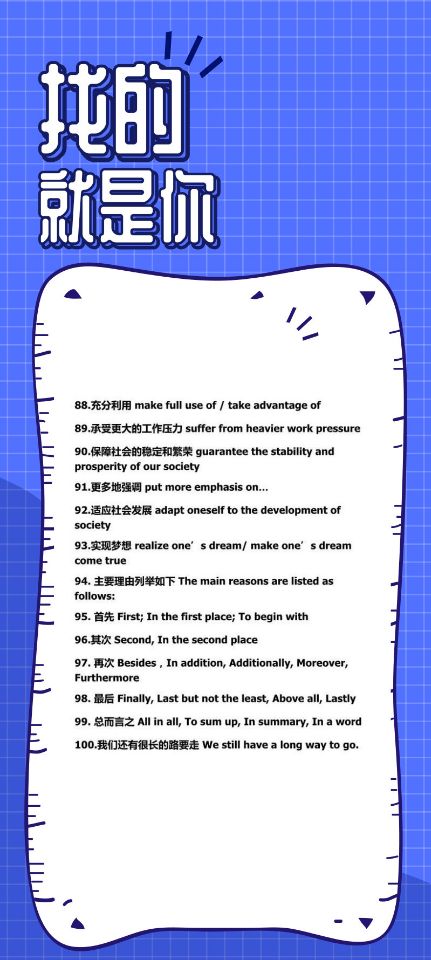 找的
就是你
88.充分利用 make full use of / take advantage of
89.承受更大的工作压力 suffer from heavier work pressure
90.保障社会的稳定和繁荣 guarantee the stability and
prosperity of our society
91.更多地强调 put more emphasis on...
92.适应社会发展 adapt oneself to the development of
society
93.实现梦想 realize one′s dream/ make one′s dream
come true
94. 主要理由列举如下 The main reasons are listed as
follows:
95. 首先 First; In the first place; To begin with
96.其次 Second, In the second place
97. 再次 Besides，In addition, Additionally, Moreover,
Furthermore
98. 最后 Finally, Last but not the least, Above all, Lastly
99. 总而言之 All in all, To sum up, In summary, In a word
100.我们还有很长的路要走 We still have a long way to go.